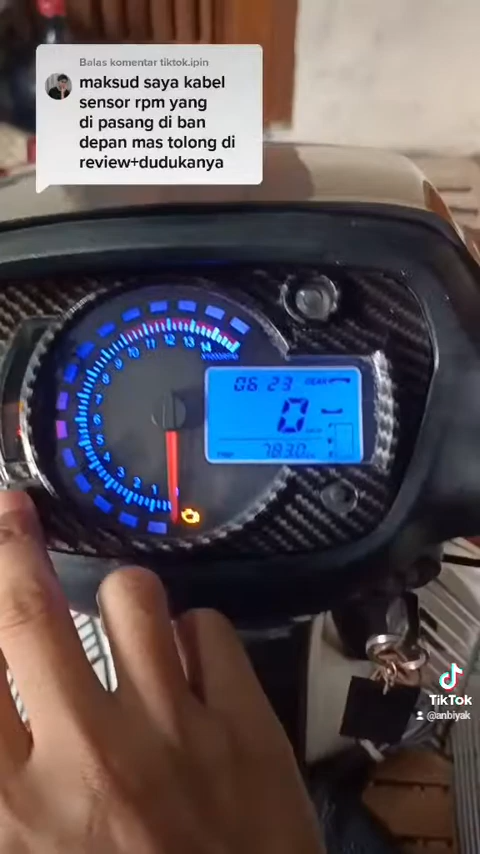 Balas komentar tiktok.ipin
maksud saya kabel
sensor rpm yang
di pasang di ban
depan mas tolong di
review+dudukanya
14
13
12
11
10
9
8
7
6
5
4
3
2
1
06 23
GEAR
0
783.0
TikTok
@anbiyak